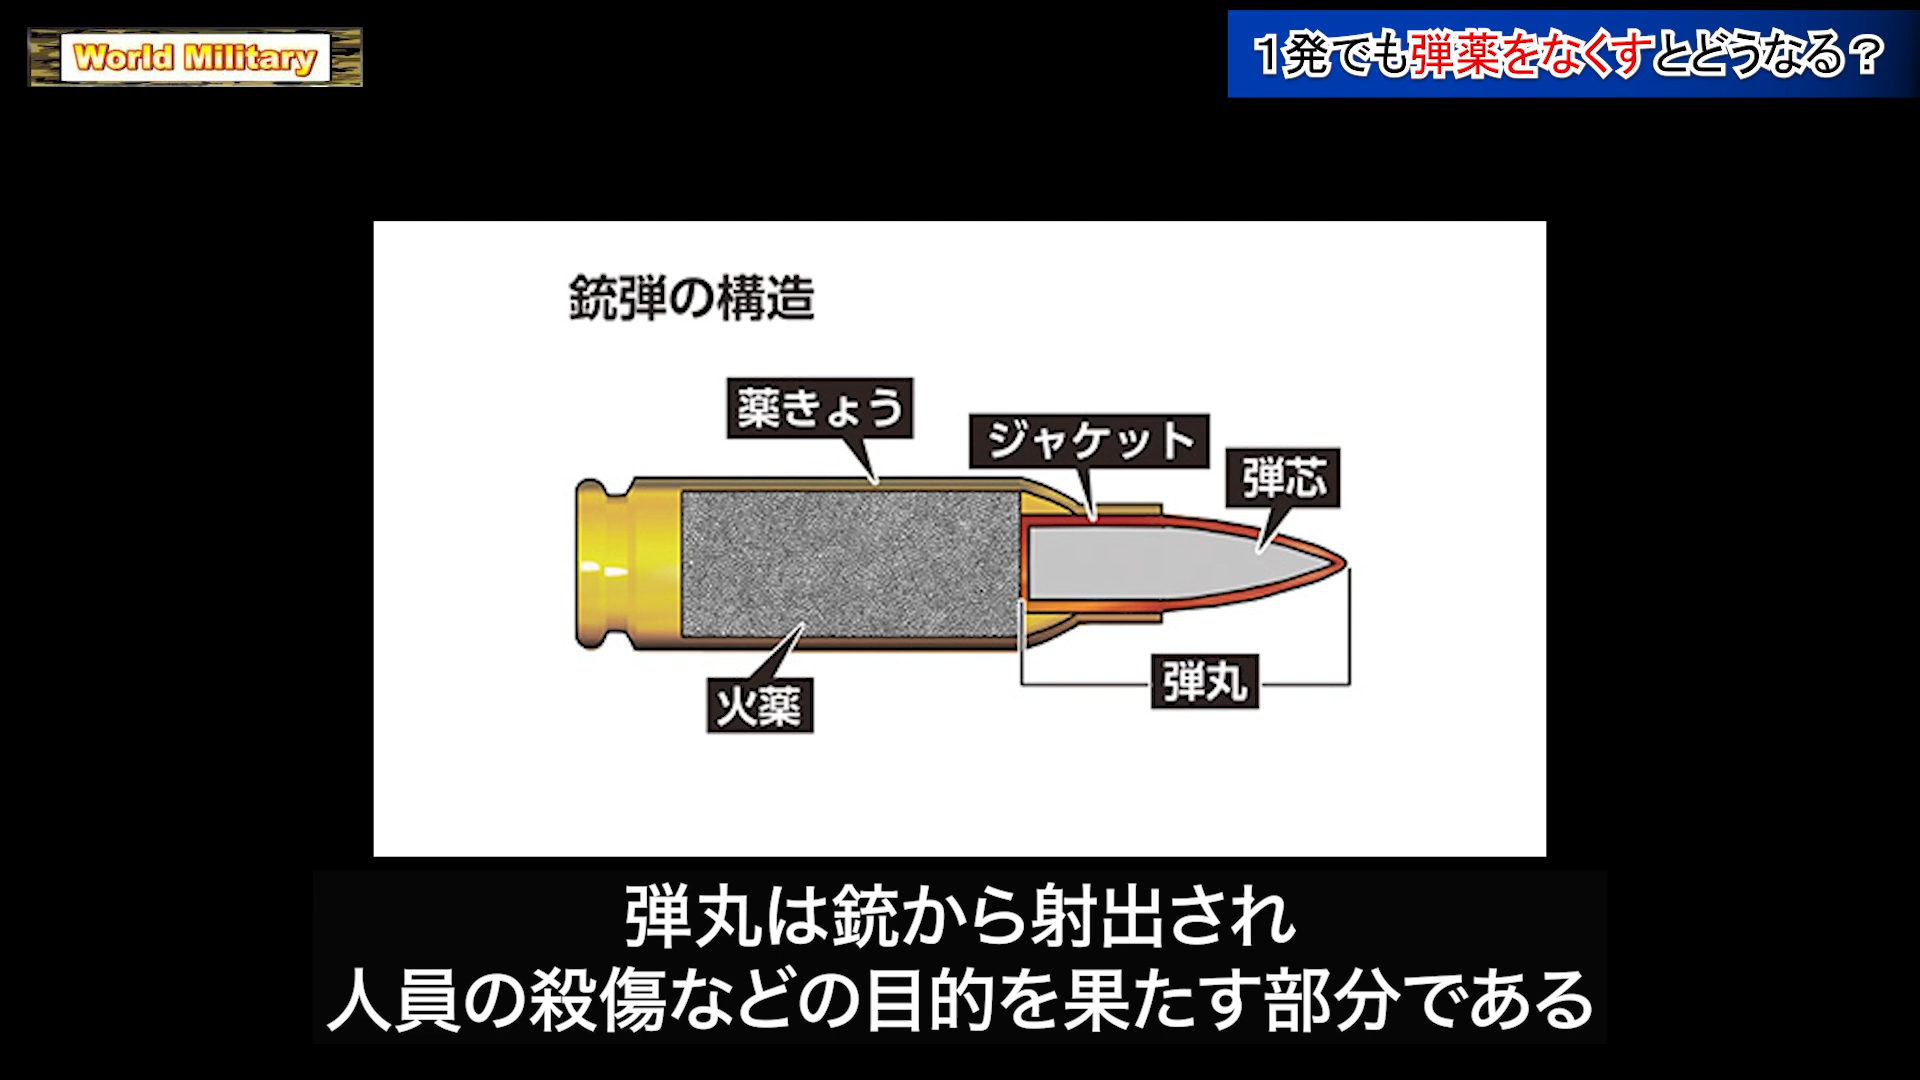 World Military
1発でも弾薬をなくすとどうなる？
銃弾の構造
薬きょう
ジャケット
弾芯
火薬
弾丸
弾丸は銃から射出され
人員の殺傷などの目的を果たす部分である